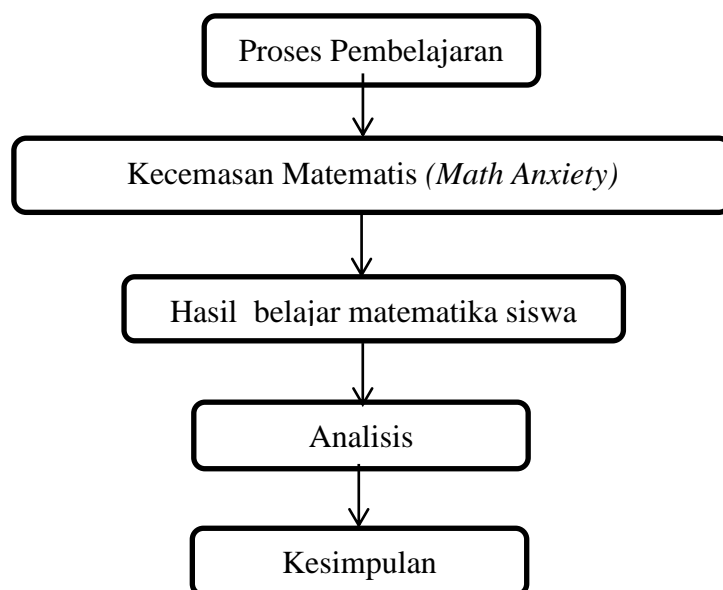 Proses Pembelajaran
Kecemasan Matematis (Math Anxiety)
Hasil belajar matematika siswa
Analisis
Kesimpulan